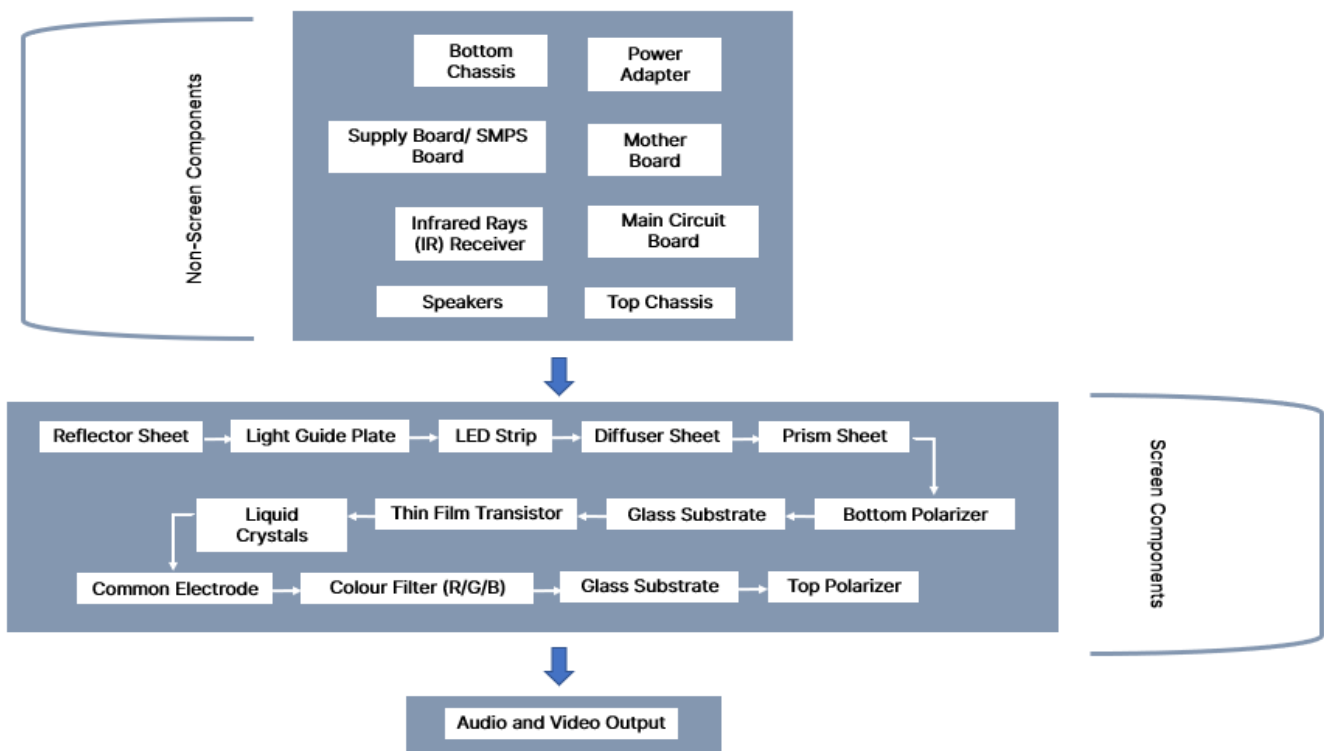 Non-Screen Components
Bottom
Chassis
Power
Adapter
Supply Board/ SMPS
Board
Mother
Board
Infrared Rays
(IR) Receiver
Main Circuit
Board
Speakers
Top Chassis
Reflector Sheet
Light Guide Plate
LED Strip
Diffuser Sheet
Prism Sheet
Bottom Polarizer
Glass Substrate
Thin Film Transistor
Liquid
Crystals
Common Electrode
Colour Filter (R/G/B)
Glass Substrate
Top Polarizer
Screen Components
Audio and Video Output